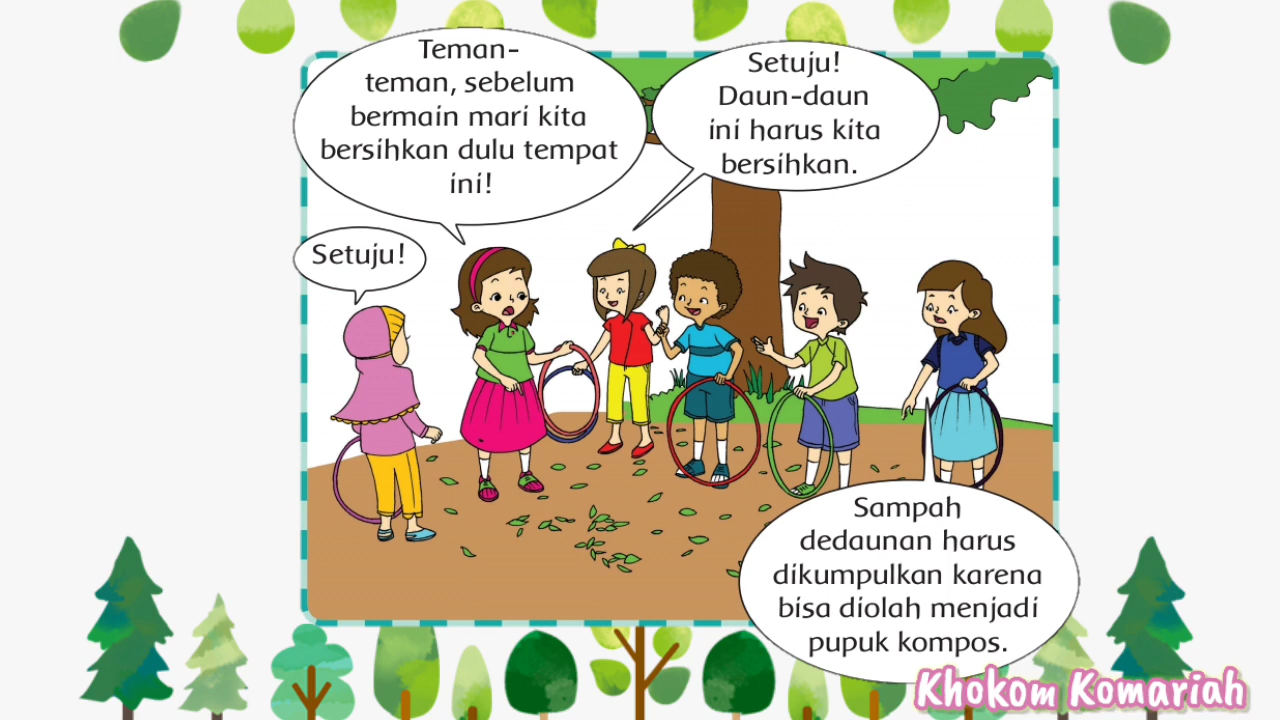 Teman-
teman, sebelum
bermain mari kita
bersihkan dulu tempat
ini!
Setuju!
Daun-daun
ini harus kita
bersihkan.
Setuju!
Sampah
dedaunan harus
dikumpulkan karena
bisa diolah menjadi
pupuk kompos.
Khokom Komariah